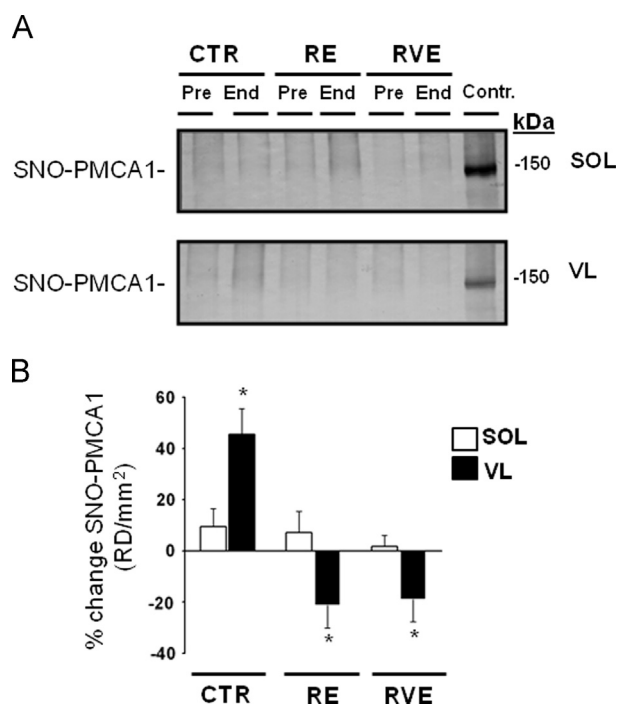 A
CTR RE RVE
Pre End Pre End Pre End Contr.
kDa
SNO-PMCA1- -150 SOL
SNO-PMCA1- -150 VL
B
% change SNO-PMCA1
(RD/mm²)
60
40
20
0
-20
-40
*
*
*
SOL
VL
CTR RE RVE